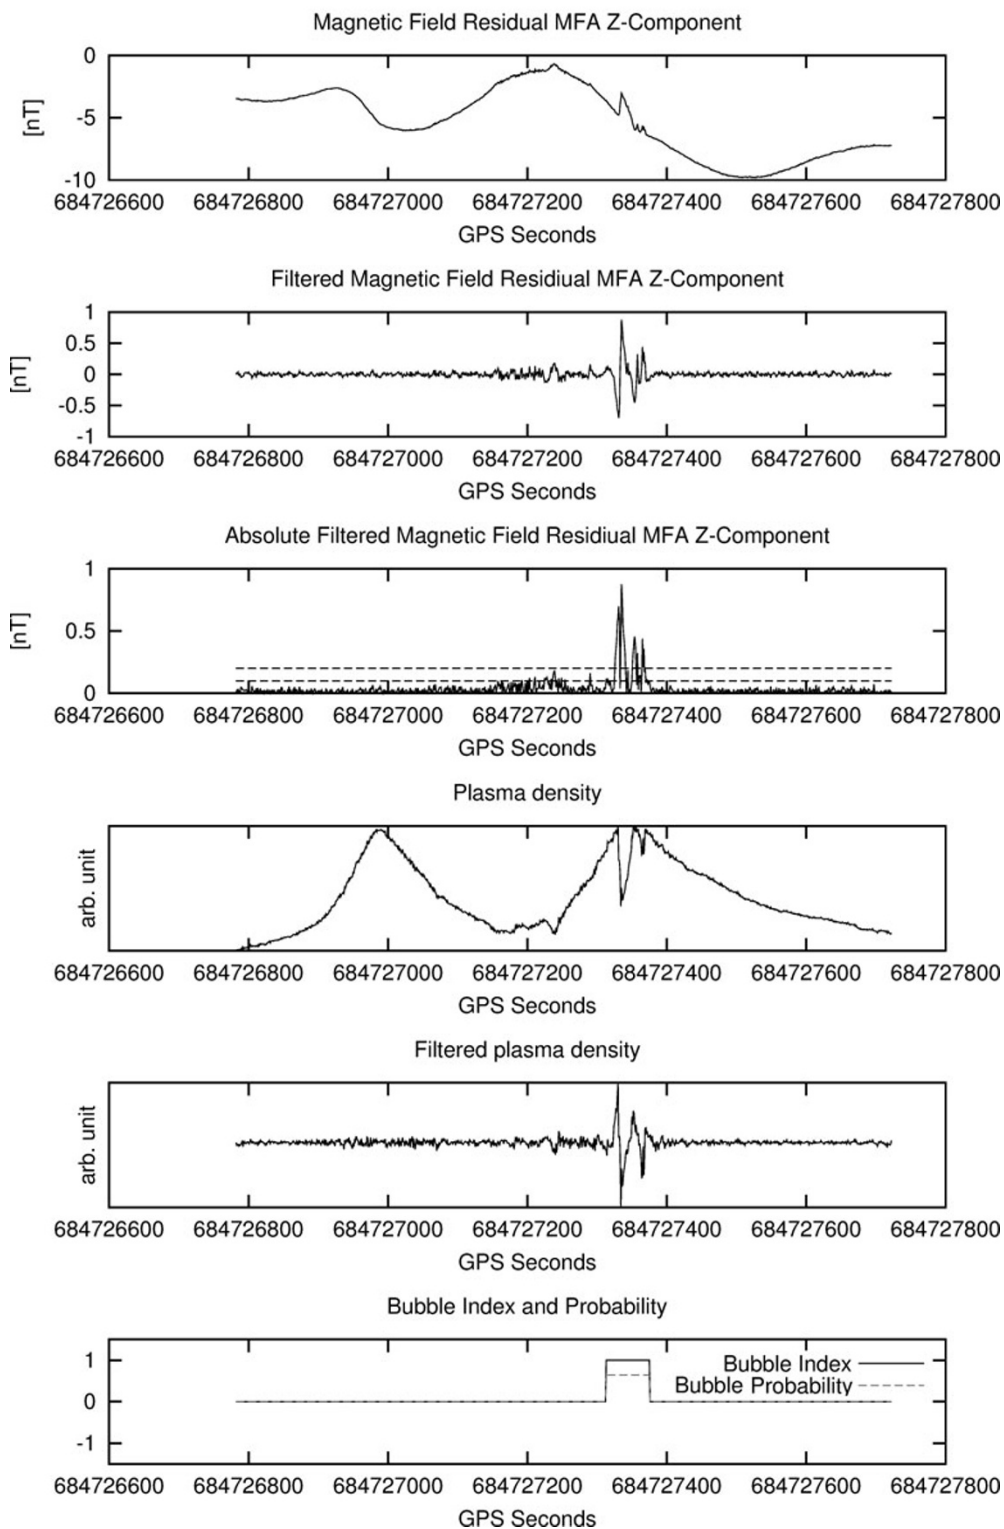 Magnetic Field Residual MFA Z-Component
0
-5
-10
[nT]
684726600 684726800 684727000 684727200 684727400 684727600 684727800
GPS Seconds
Filtered Magnetic Field Residiual MFA Z-Component
1
0.5
0
-0.5
-1
[nT]
684726600 684726800 684727000 684727200 684727400 684727600 684727800
GPS Seconds
Absolute Filtered Magnetic Field Residiual MFA Z-Component
1
0.5
0
[nT]
684726600 684726800 684727000 684727200 684727400 684727600 684727800
GPS Seconds
Plasma density
arb. unit
684726600 684726800 684727000 684727200 684727400 684727600 684727800
GPS Seconds
Filtered plasma density
arb. unit
684726600 684726800 684727000 684727200 684727400 684727600 684727800
GPS Seconds
Bubble Index and Probability
1
0
-1
Bubble Index
Bubble Probability
684726600 684726800 684727000 684727200 684727400 684727600 684727800
GPS Seconds